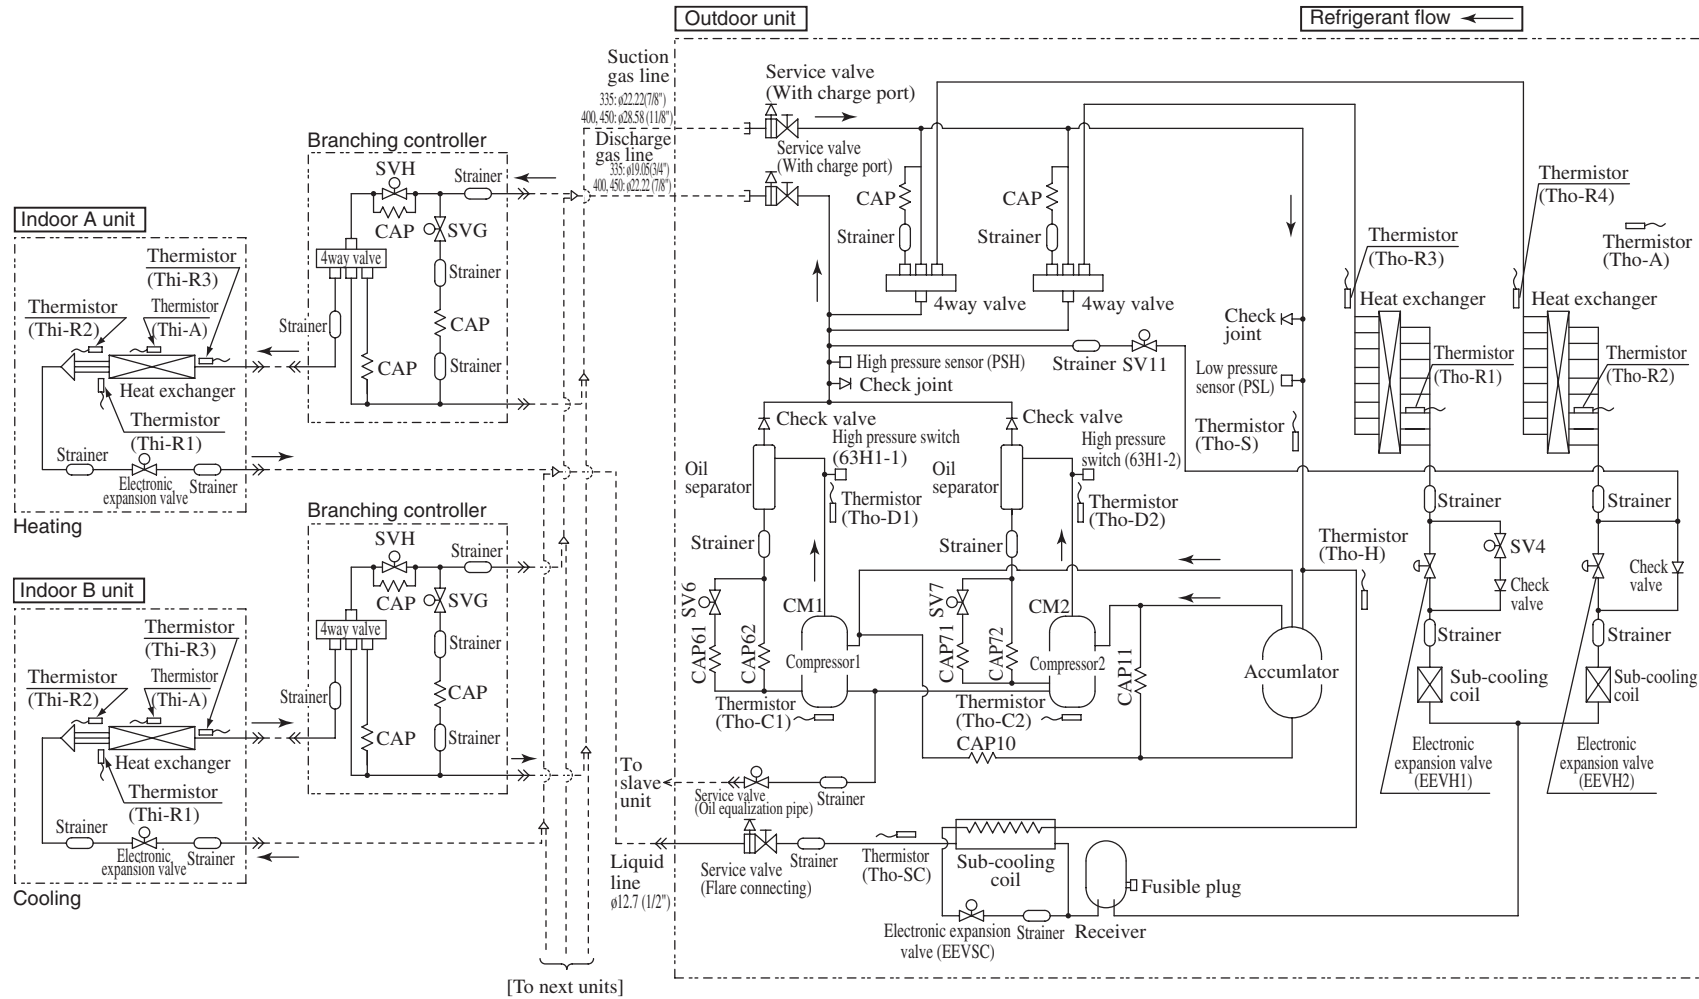 Outdoor unit
Refrigerant flow
Suction
gas line
335: ø22.22(7/8")
400, 450: ø28.58 (11/8")
Discharge
gas line
335: ø19.05(3/4")
400, 450: ø22.22 (7/8")
Service valve
(With charge port)
Service valve
(With charge port)
Branching controller
SVH
Strainer
CAP
SVG
4way valve
Strainer
Strainer
CAP
CAP
Strainer
Indoor A unit
Thermistor
(Thi-R3)
Thermistor
(Thi-R2)
Thermistor
(Thi-A)
Heat exchanger
Thermistor
(Thi-R1)
Strainer
Electronic
expansion valve
Strainer
Heating
Branching controller
SVH
Strainer
CAP
SVG
4way valve
Strainer
Strainer
CAP
CAP
Strainer
Indoor B unit
Thermistor
(Thi-R3)
Thermistor
(Thi-R2)
Thermistor
(Thi-A)
Heat exchanger
Thermistor
(Thi-R1)
Strainer
Electronic
expansion valve
Strainer
Cooling
[To next units]
To
slave
unit
Liquid
line
ø12.7 (1/2")
CAP
Strainer
4way valve
CAP
Strainer
4way valve
Strainer
SV11
High pressure sensor (PSH)
Check joint
Check valve
High pressure switch
(63H1-1)
Oil
separator
Thermistor
(Tho-D1)
Strainer
SV6
CAP61
CAP62
CM1
Compressor1
Thermistor
(Tho-C1)
Check valve
High pressure
switch (63H1-2)
Oil
separator
Thermistor
(Tho-D2)
Strainer
SV7
CAP71
CAP72
CM2
Compressor2
Thermistor
(Tho-C2)
CAP10
CAP11
Accumlator
Check
joint
Low pressure
sensor (PSL)
Thermistor
(Tho-S)
Thermistor
(Tho-H)
Thermistor
(Tho-R4)
Thermistor
(Tho-R3)
Thermistor
(Tho-A)
Heat exchanger
Heat exchanger
Thermistor
(Tho-R1)
Thermistor
(Tho-R2)
Strainer
SV4
Check
valve
Strainer
Sub-cooling
coil
Electronic
expansion valve
(EEVH1)
Strainer
Check
valve
Strainer
Sub-cooling
coil
Electronic
expansion valve
(EEVH2)
Service valve
(Oil equalization pipe)
Strainer
Service valve
(Flare connecting)
Strainer
Thermistor
(Tho-SC)
Sub-cooling
coil
Electronic expansion
valve (EEVSC)
Strainer
Receiver
Fusible plug